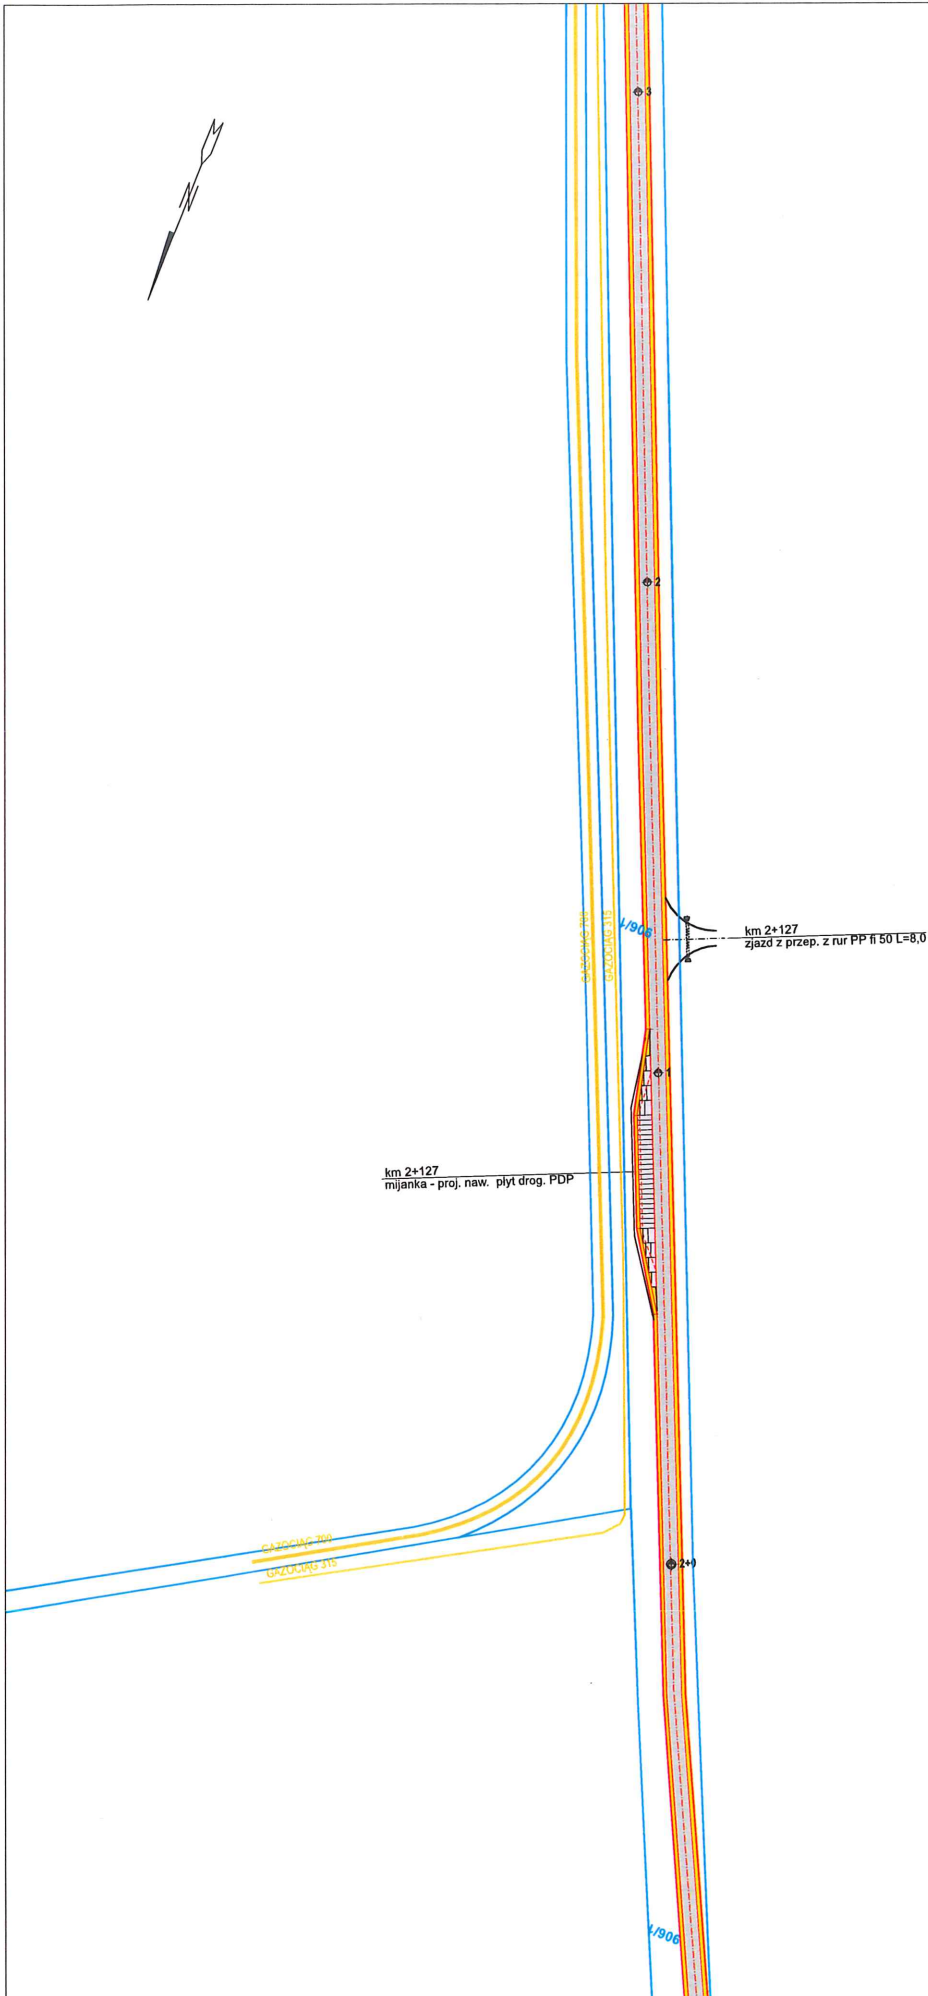 3
N
2
GAZOCIĄG 700
GAZOCIĄG 315
906/1
km 2+127
zjazd z przep. z rur PP fi 50 L=8,0
1
km 2+127
mijanka - proj. naw. płyt drog. PDP
GAZOCIĄG 700
GAZOCIĄG 315
2+0
906/1